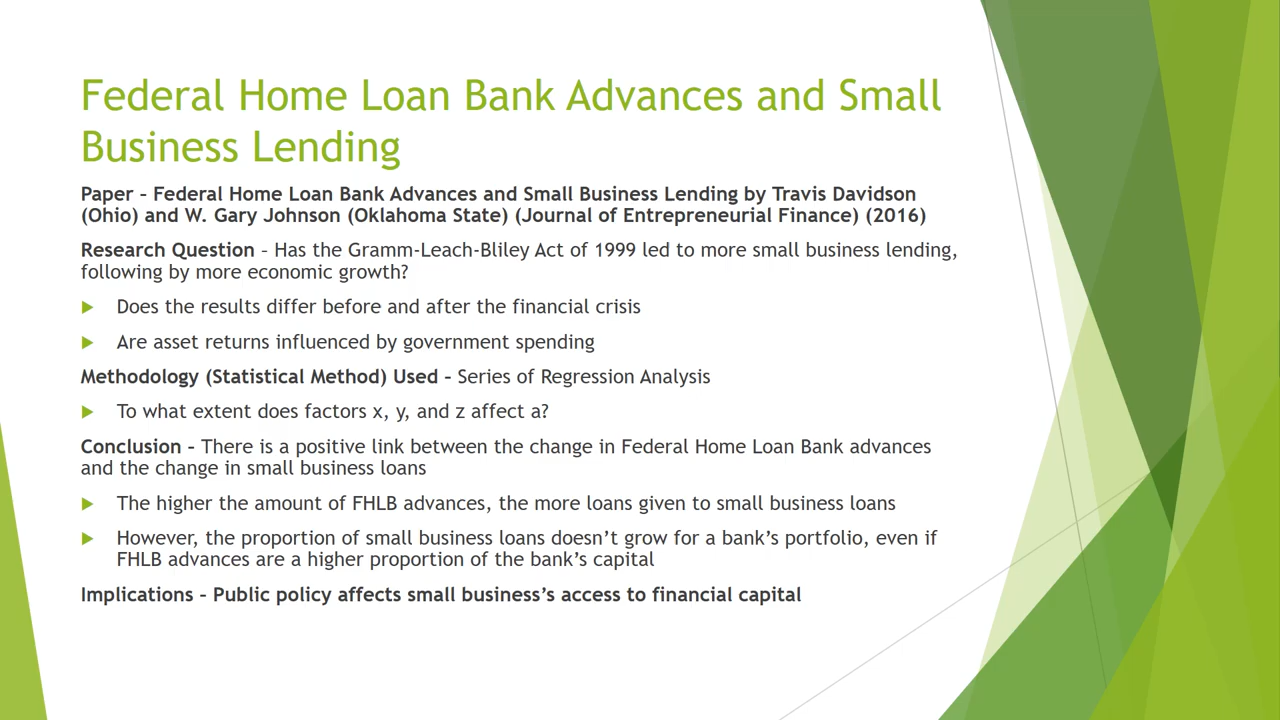 Federal Home Loan Bank Advances and Small
Business Lending
Paper – Federal Home Loan Bank Advances and Small Business Lending by Travis Davidson
(Ohio) and W. Gary Johnson (Oklahoma State) (Journal of Entrepreneurial Finance) (2016)
Research Question – Has the Gramm-Leach-Bliley Act of 1999 led to more small business lending,
following by more economic growth?
Does the results differ before and after the financial crisis
Are asset returns influenced by government spending
Methodology (Statistical Method) Used – Series of Regression Analysis
To what extent does factors x, y, and z affect a?
Conclusion – There is a positive link between the change in Federal Home Loan Bank advances
and the change in small business loans
The higher the amount of FHLB advances, the more loans given to small business loans
However, the proportion of small business loans doesn’t grow for a bank’s portfolio, even if
FHLB advances are a higher proportion of the bank’s capital
Implications – Public policy affects small business’s access to financial capital